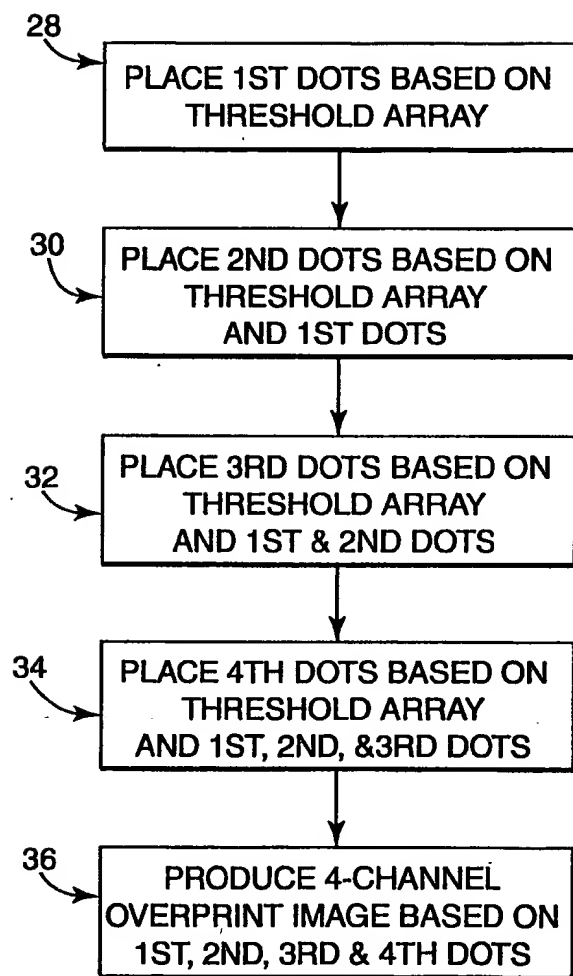 28
PLACE 1ST DOTS BASED ON
THRESHOLD ARRAY
30
PLACE 2ND DOTS BASED ON
THRESHOLD ARRAY
AND 1ST DOTS
32
PLACE 3RD DOTS BASED ON
THRESHOLD ARRAY
AND 1ST & 2ND DOTS
34
PLACE 4TH DOTS BASED ON
THRESHOLD ARRAY
AND 1ST, 2ND, &3RD DOTS
36
PRODUCE 4-CHANNEL
OVERPRINT IMAGE BASED ON
1ST, 2ND, 3RD & 4TH DOTS